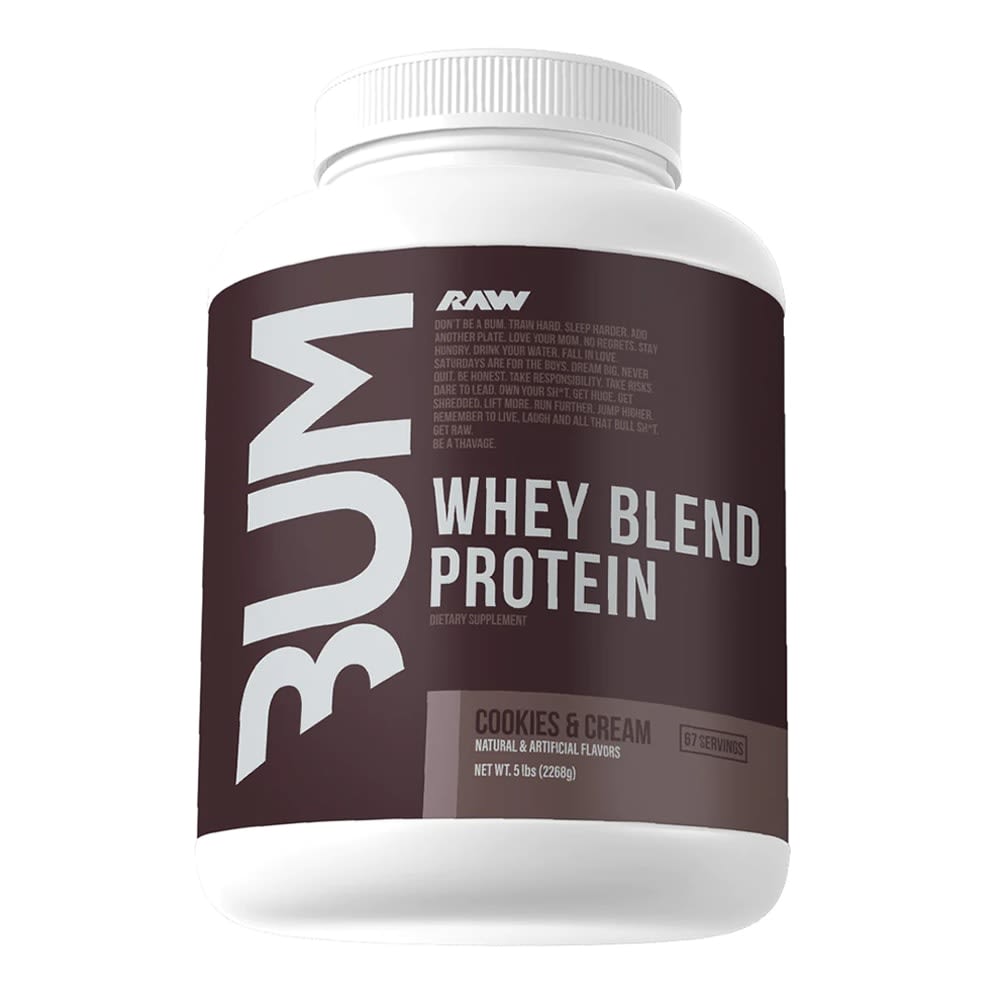 BUM
RAW
DON'T BE A BUM. TRAIN HARD. SLEEP HARDER. ADD
ANOTHER PLATE. LOVE YOUR MOM. NO REGRETS. STAY
HUNGRY. DRINK YOUR WATER. FALL IN LOVE.
SATURDAYS ARE FOR THE BOYS. DREAM BIG. NEVER
QUIT. BE HONEST. TAKE RESPONSIBILITY. TAKE RISKS.
DARE TO LEAD. OWN YOUR SH*T. GET HUGE. GET
SHREDDED. LIFT MORE. RUN FURTHER. JUMP HIGHER.
REMEMBER TO LIVE, LAUGH AND ALL THAT BULL SH*T.
GET RAW.
BE A THAVAGE.
WHEY BLEND
PROTEIN
DIETARY SUPPLEMENT
COOKIES & CREAM
67 SERVINGS
NATURAL & ARTIFICIAL FLAVORS
NET WT. 5 lbs (2268g)